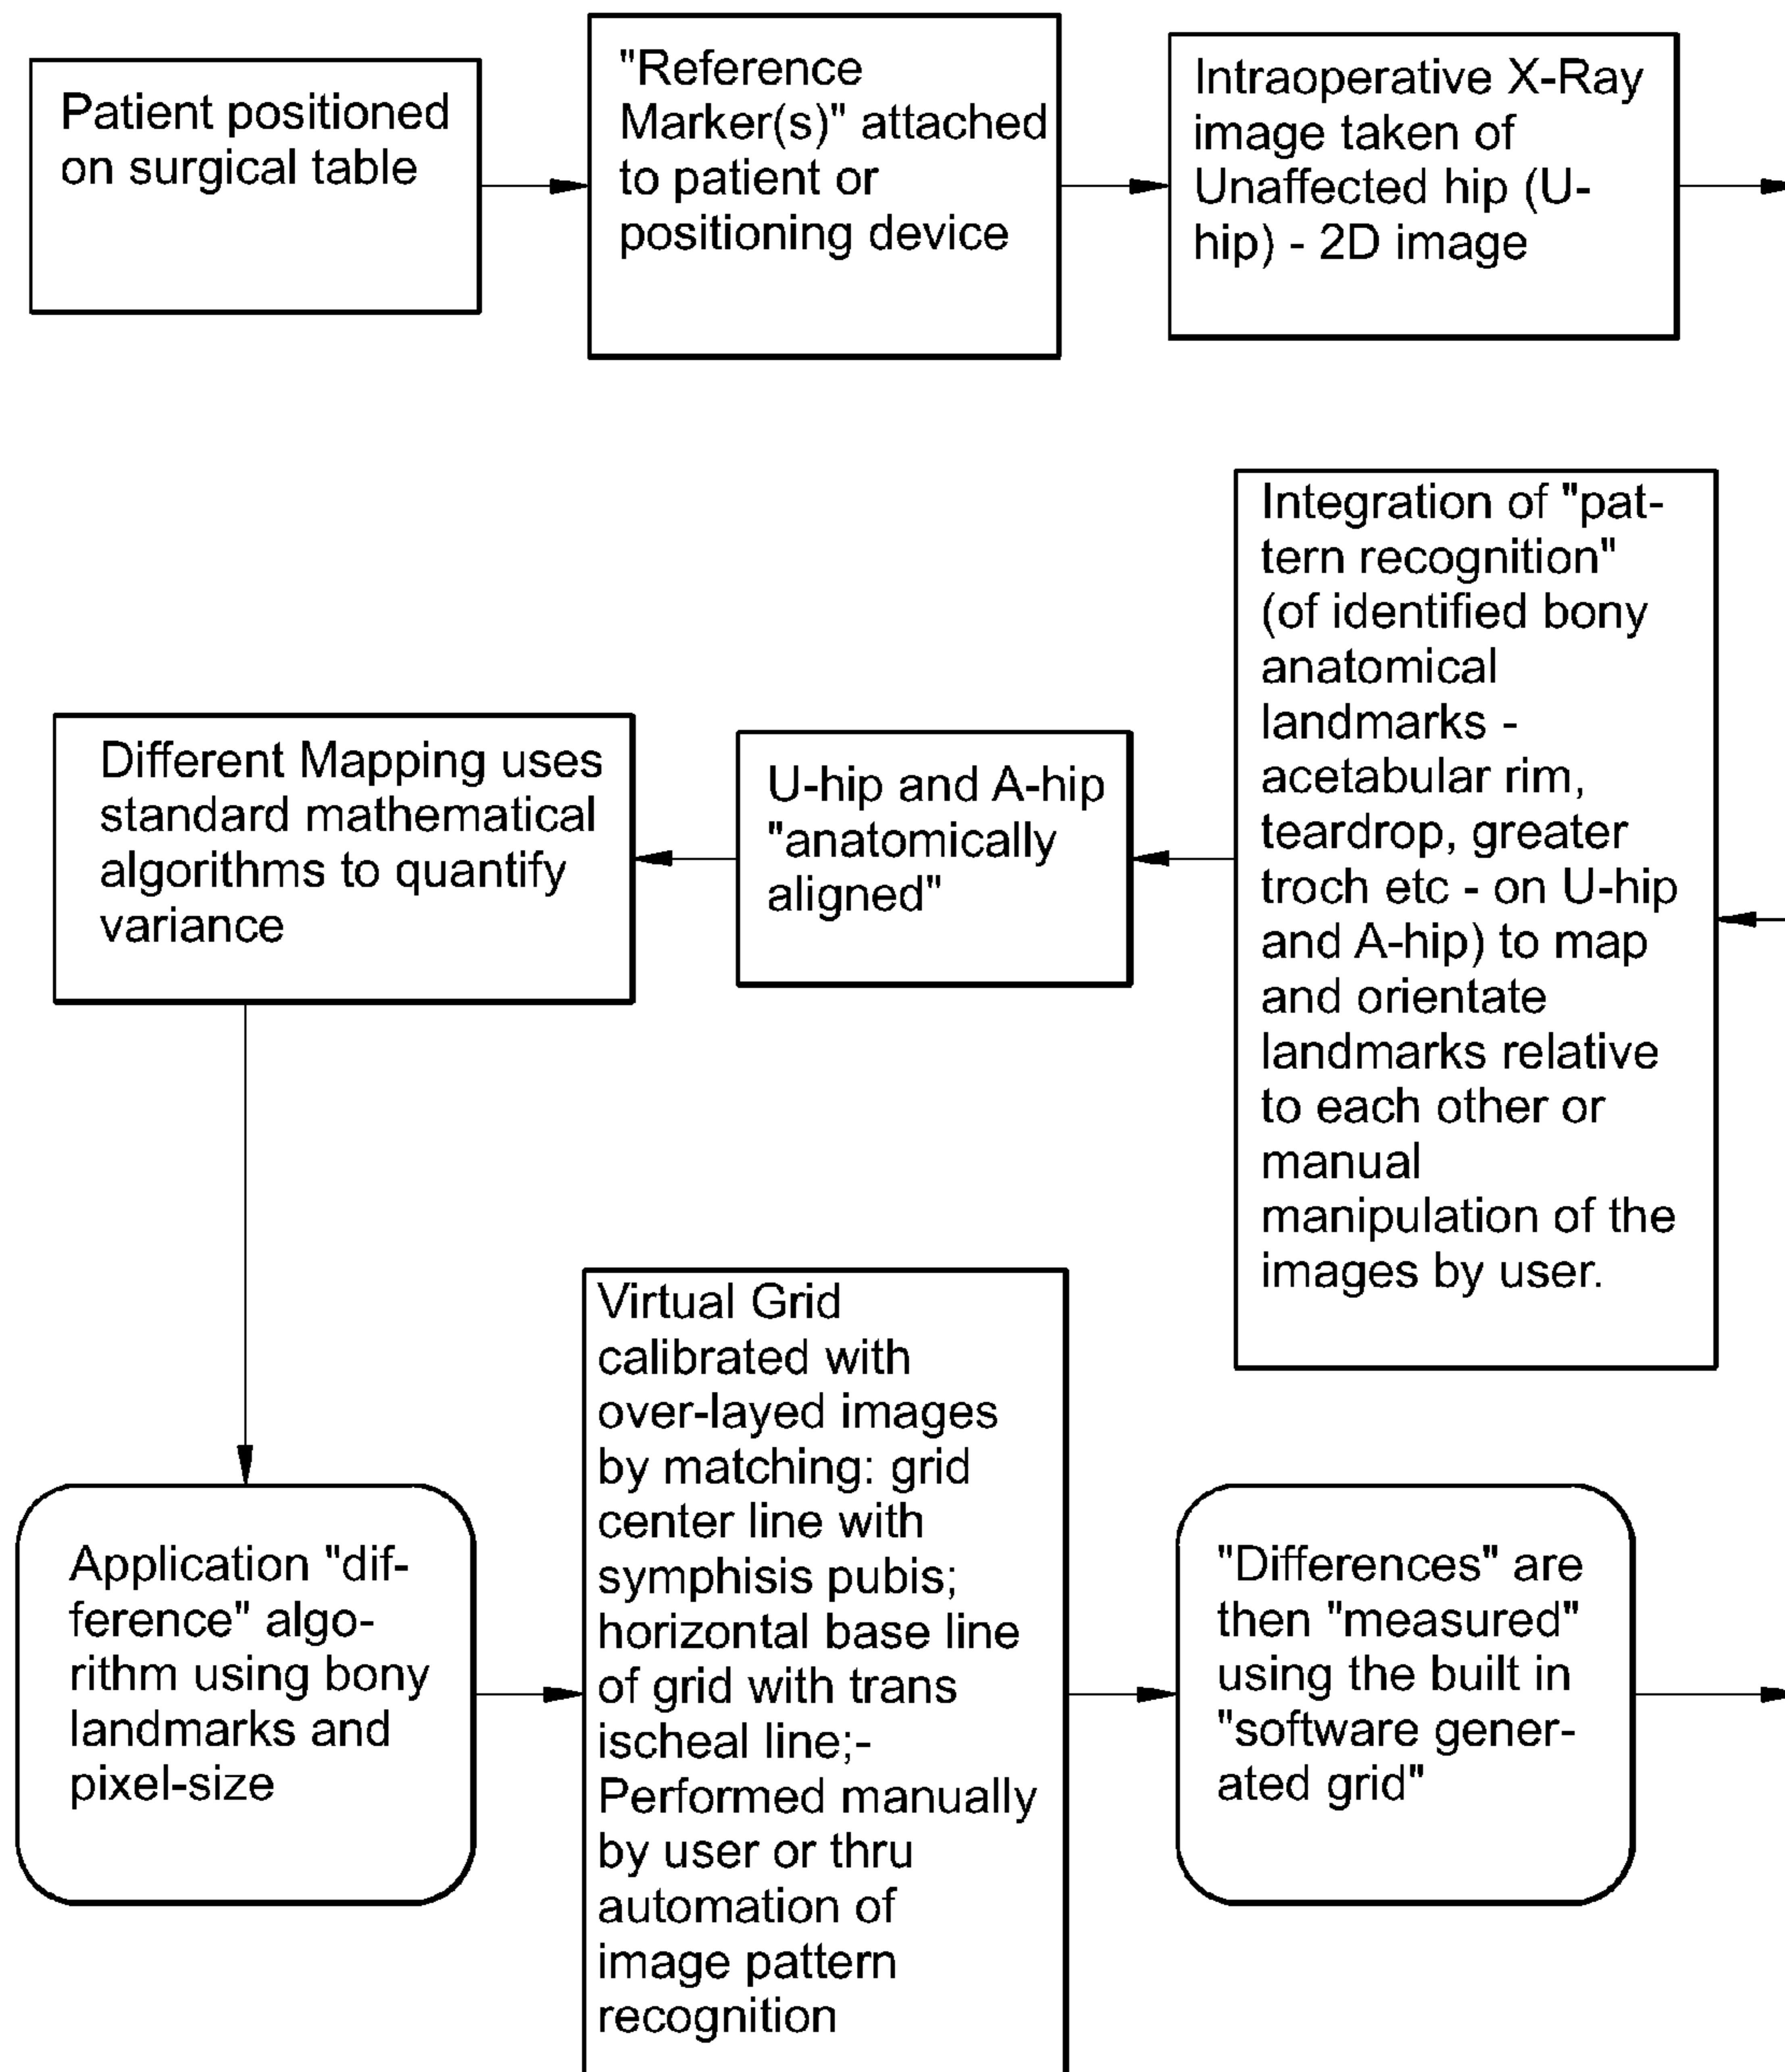 Patient positioned
on surgical table
"Reference
Marker(s)" attached
to patient or
positioning device
Intraoperative X-Ray
image taken of
Unaffected hip (U-
hip) - 2D image
Integration of "pat-
tern recognition"
(of identified bony
anatomical
landmarks -
acetabular rim,
teardrop, greater
troch etc - on U-hip
and A-hip) to map
and orientate
landmarks relative
to each other or
manual
manipulation of the
images by user.
U-hip and A-hip
"anatomically
aligned"
Different Mapping uses
standard mathematical
algorithms to quantify
variance
Application "dif-
ference" algo-
rithm using bony
landmarks and
pixel-size
Virtual Grid
calibrated with
over-layed images
by matching: grid
center line with
symphisis pubis;
horizontal base line
of grid with trans
ischeal line;-
Performed manually
by user or thru
automation of
image pattern
recognition
"Differences" are
then "measured"
using the built in
"software gener-
ated grid"